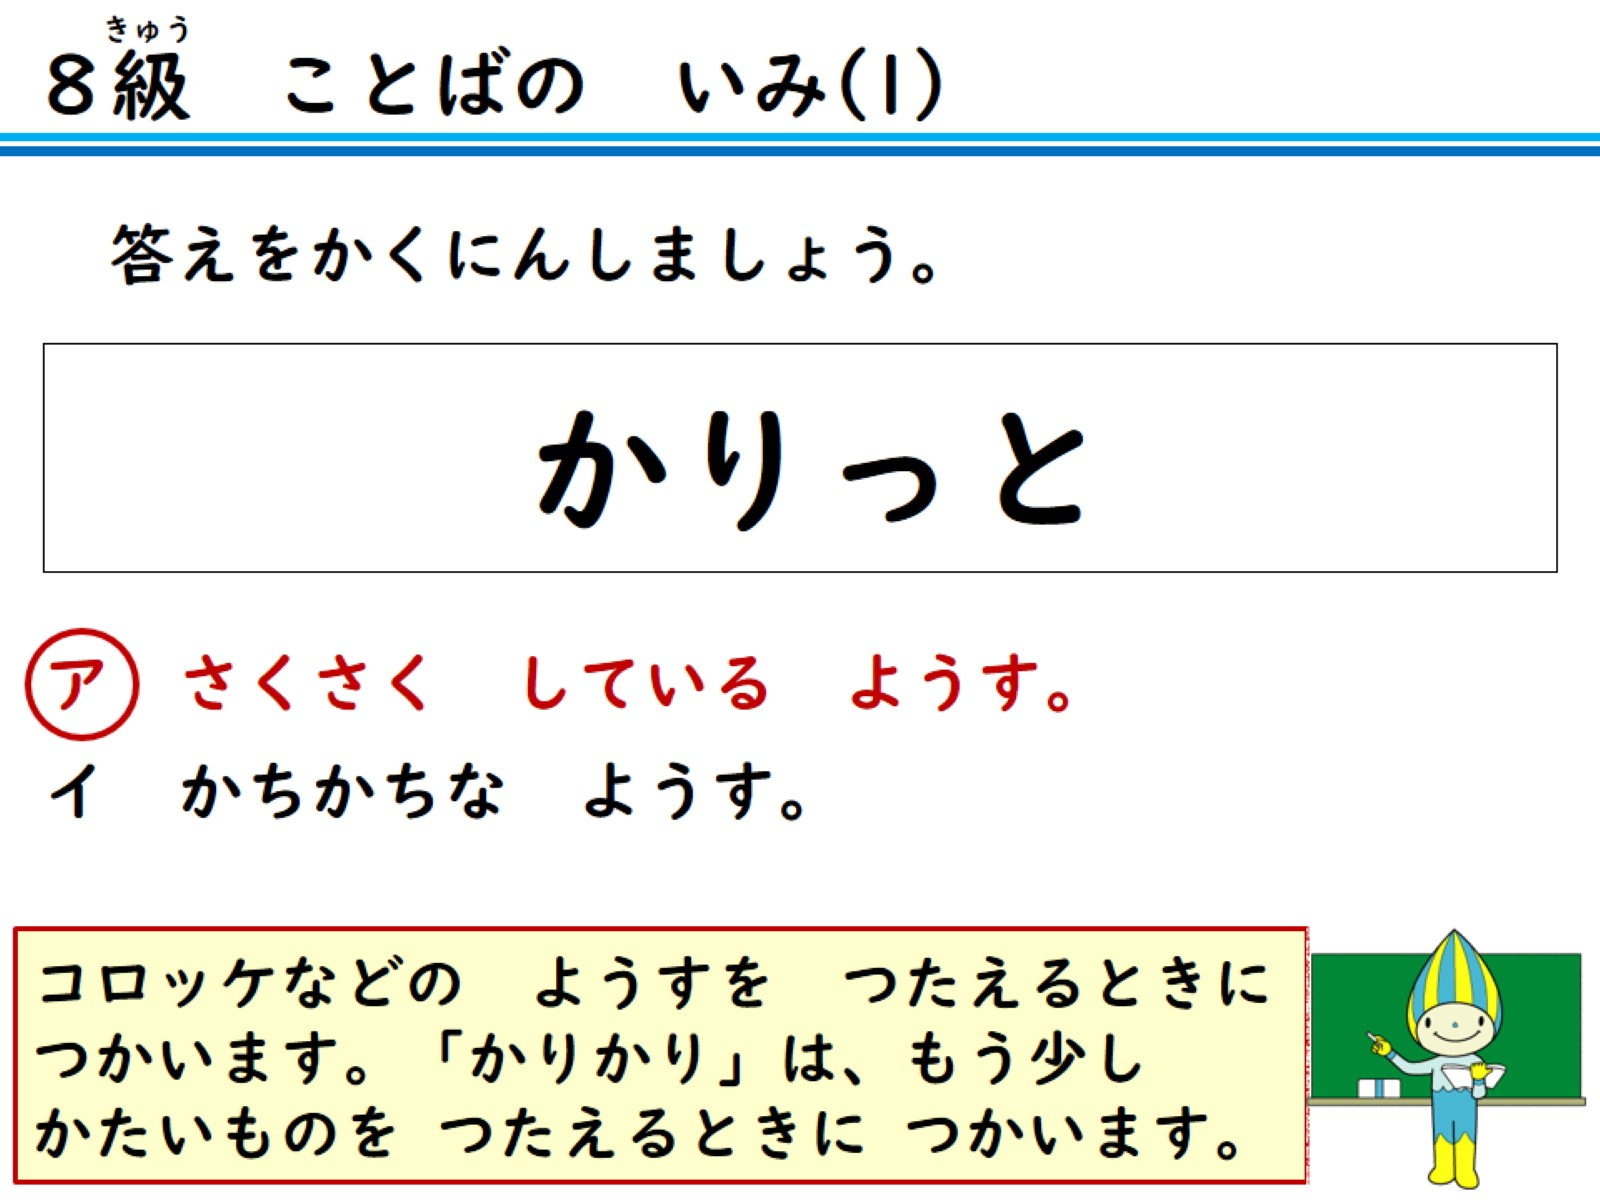 きゅう
8級　ことばの　いみ(1)
答えをかくにんしましょう。
かりっと
ア　さくさく　している　ようす。
イ　かちかちな　ようす。
コロッケなどの　ようすを　つたえるときに
つかいます。「かりかり」は、もう少し
かたいものを つたえるときに つかいます。